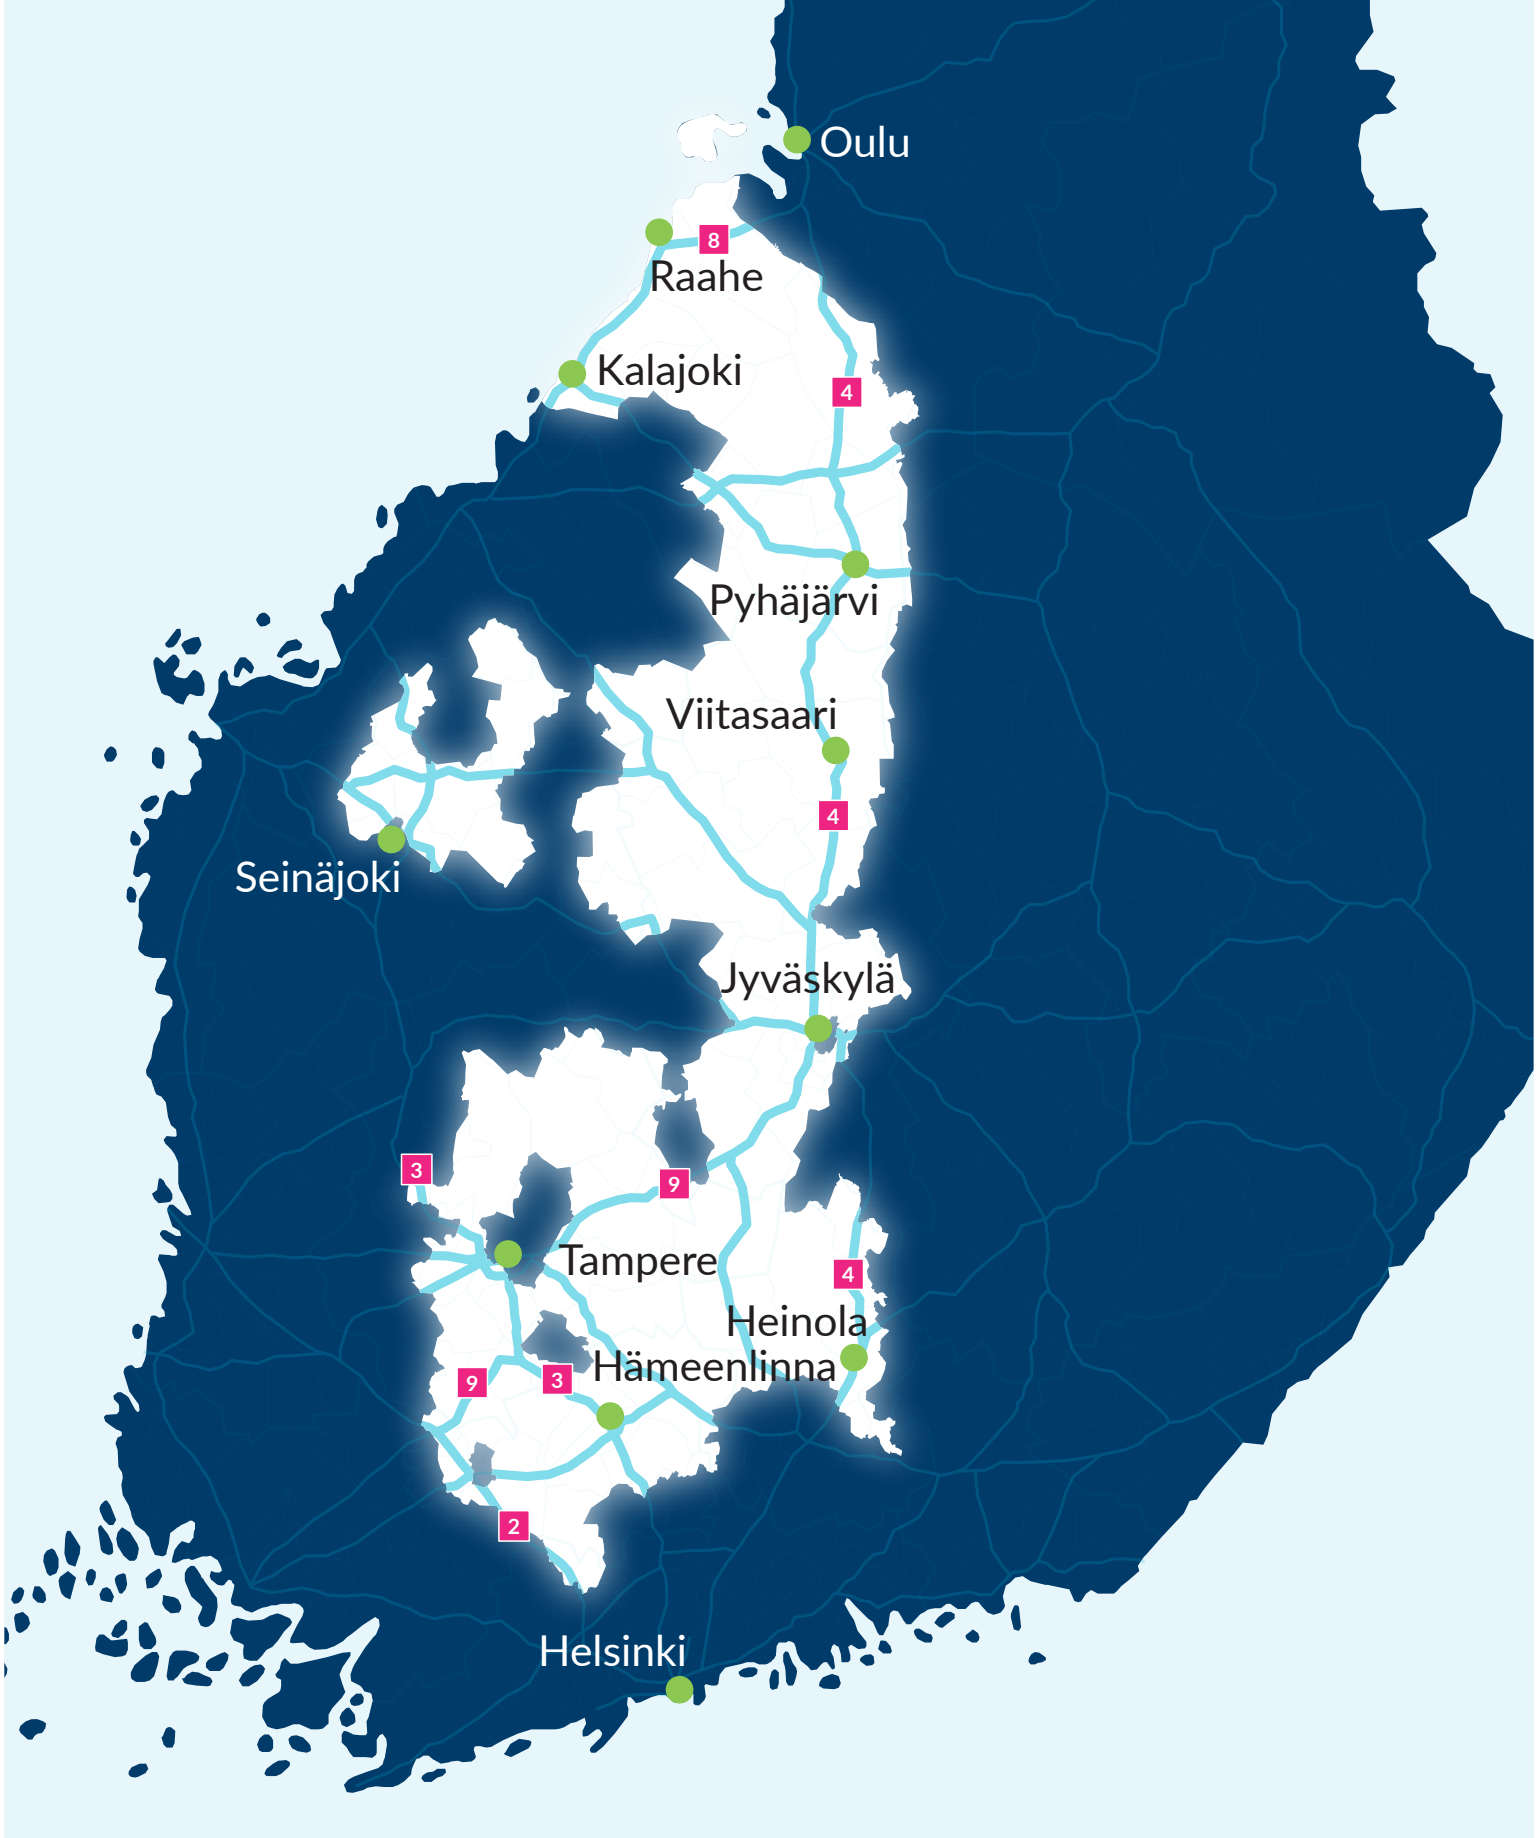 Oulu
8
Raahe
Kalajoki
4
Pyhäjärvi
Viitasaari
4
Seinäjoki
Jyväskylä
3
9
Tampere
4
Heinola
Hämeenlinna
9
3
2
Helsinki